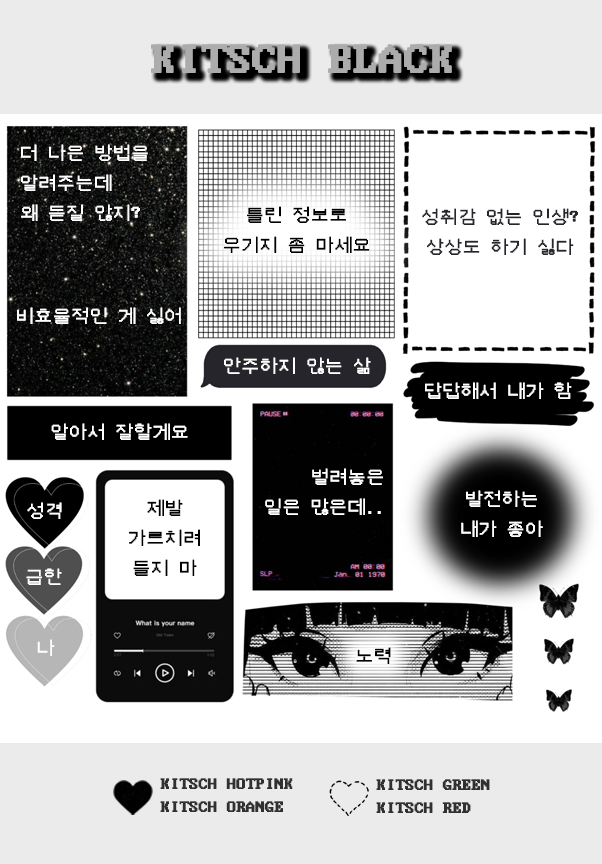 KITSCH BLACK
더 나은 방법을
알려주는데
왜 듣질 않지?
비효율적인 게 싫어
틀린 정보로
우기지 좀 마세요
성취감 없는 인생?
상상도 하기 싫다
안주하지 않는 삶
답답해서 내가 함
알아서 잘할게요
PAUSE
00:00:00
벌려놓은
일은 많은데..
SLP
AM 00:00
Jan. 01 1970
발전하는
내가 좋아
성격
급한
나
제발
가르치려
들지 마
What is your name
노력
KITSCH HOTPINK
KITSCH ORANGE
KITSCH GREEN
KITSCH RED